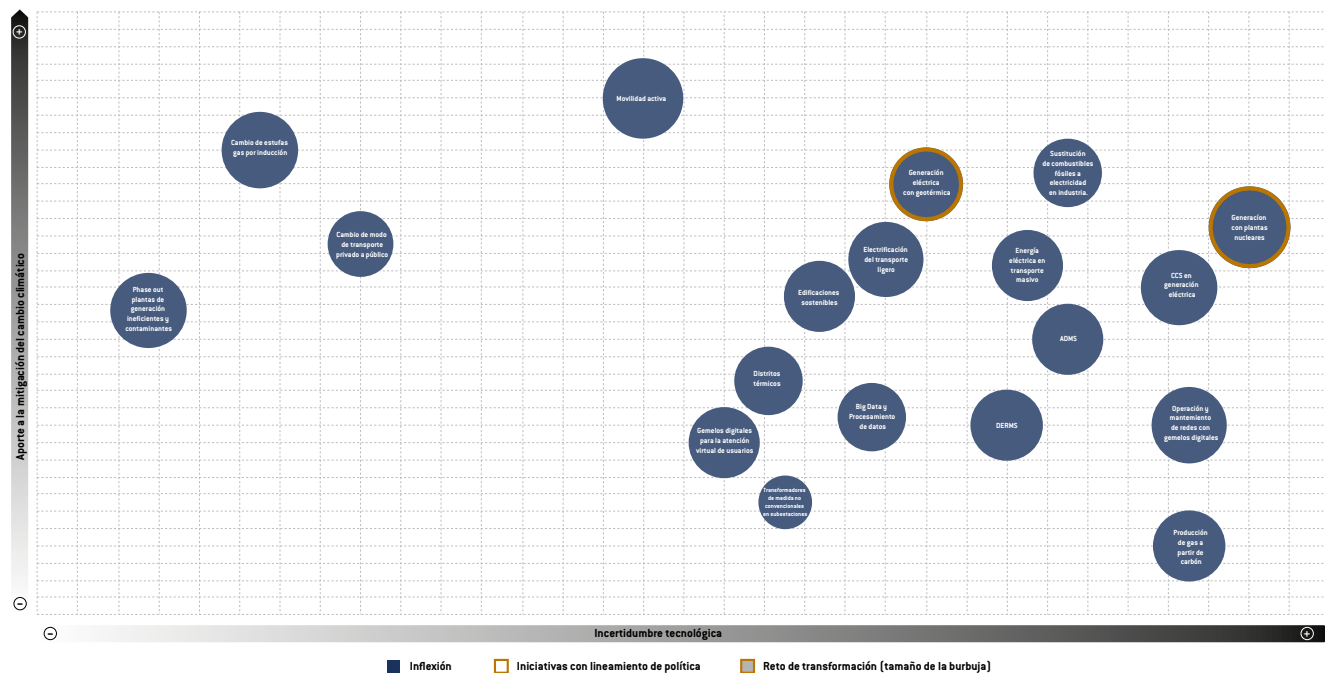 +
Aporte a la mitigación del cambio climático
−
Movilidad activa
Cambio de estufas
gas por inducción
Sustitución
de combustibles
fósiles a
electricidad
en industria.
Generación
eléctrica
con geotérmica
Generacíon
con plantas
nucleares
Cambio de modo
de transporte
privado a público
Electrificación
del transporte
ligero
Energía
eléctrica en
transporte
masivo
CCS en
generación
eléctrica
Phase out
plantas de
generación
ineficientes y
contaminantes
Edificaciones
sostenibles
ADMS
Distritos
térmicos
Big Data y
Procesamiento
de datos
DERMS
Operación y
mantemiento
de redes con
gemelos digitales
Gemelos digitales
para la atención
virtual de usuarios
Transformadores
de medida no
convencionales
en subestaciones
Producción
de gas a
partir de
carbón
−
Incertidumbre tecnológica
+
Inflexión
Iniciativas con lineamiento de política
Reto de transformación (tamaño de la burbuja)